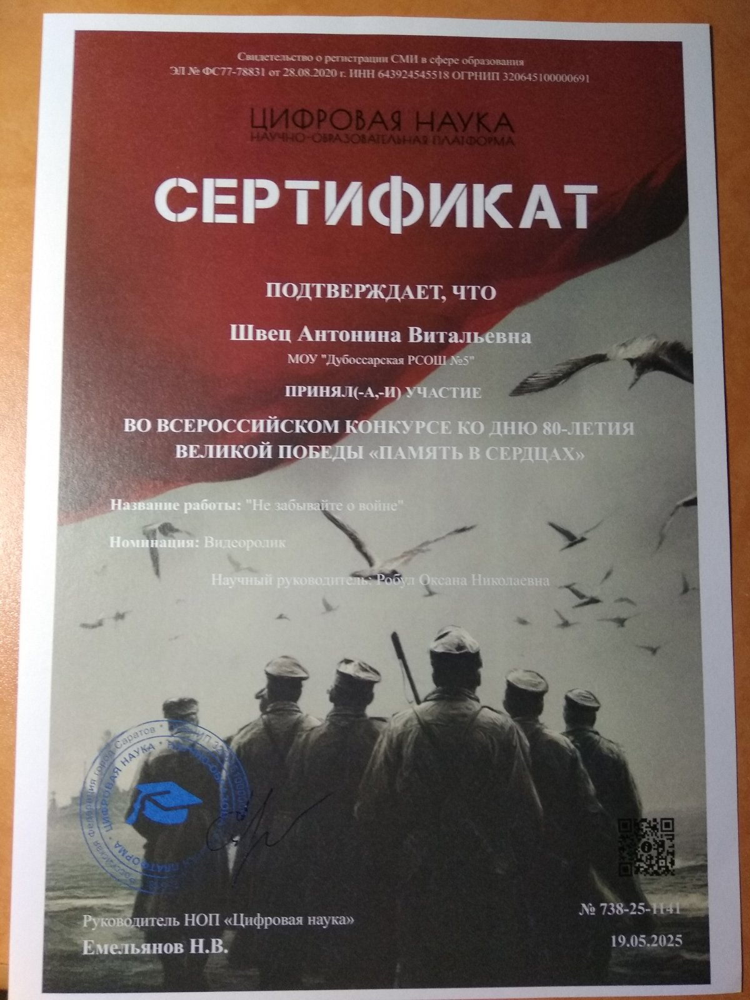 Свидетельство о регистрации СМИ в сфере образования
ЭЛ № ФС77-78831 от 28.08.2020 г. ИНН 643924545518 ОГРНИП 320645100000691
ЦИФРОВАЯ НАУКА
НАУЧНО-ОБРАЗОВАТЕЛЬНАЯ ПЛАТФОРМА
СЕРТИФИКАТ
ПОДТВЕРЖДАЕТ, ЧТО
Швец Антонина Витальевна
МОУ "Дубоссарская РСОШ №5"
ПРИНЯЛ(-А,-И) УЧАСТИЕ
ВО ВСЕРОССИЙСКОМ КОНКУРСЕ КО ДНЮ 80-ЛЕТИЯ
ВЕЛИКОЙ ПОБЕДЫ «ПАМЯТЬ В СЕРДЦАХ»
Название работы: "Не забывайте о войне"
Номинация: Видеоролик
Научный руководитель: Робул Оксана Николаевна
Российская Федерация город Саратов
ЦИФРОВАЯ НАУКА
ПЛАТФОРМА
Руководитель НОП «Цифровая наука»
Емельянов Н.В.
№ 738-25-1141
19.05.2025